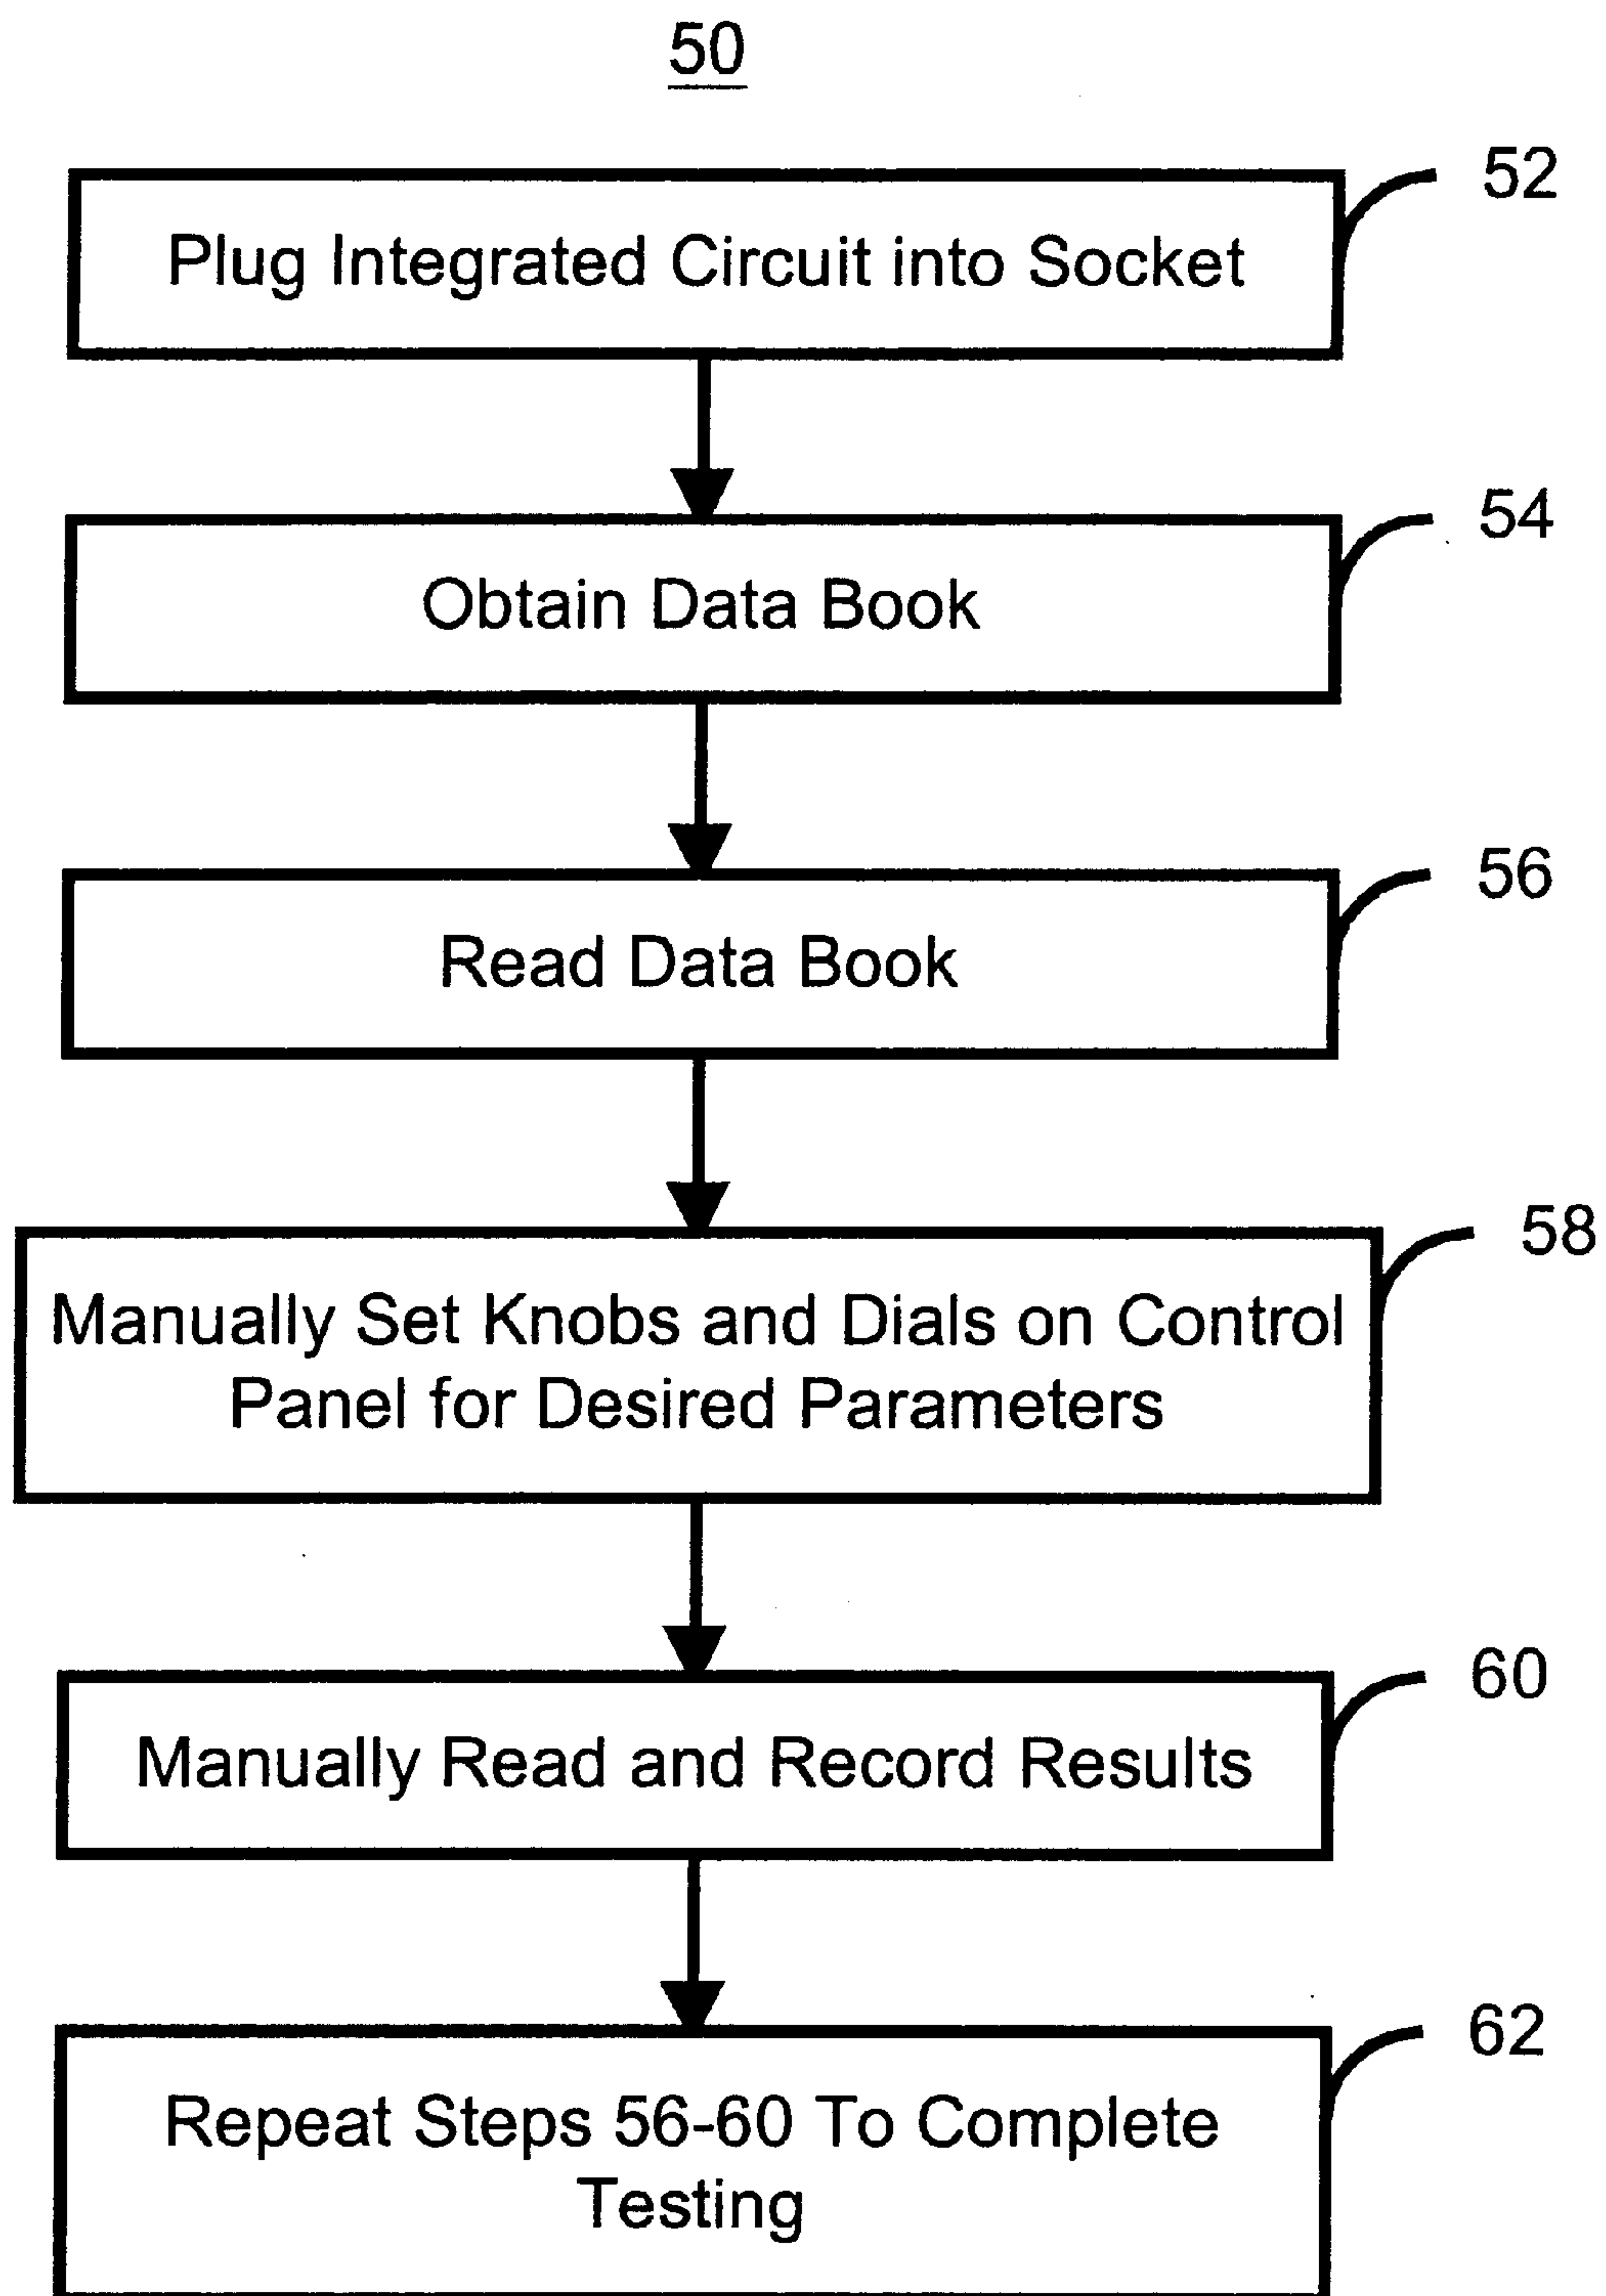 50
52
Plug Integrated Circuit into Socket
54
Obtain Data Book
56
Read Data Book
58
Manually Set Knobs and Dials on Control
Panel for Desired Parameters
60
Manually Read and Record Results
62
Repeat Steps 56-60 To Complete
Testing